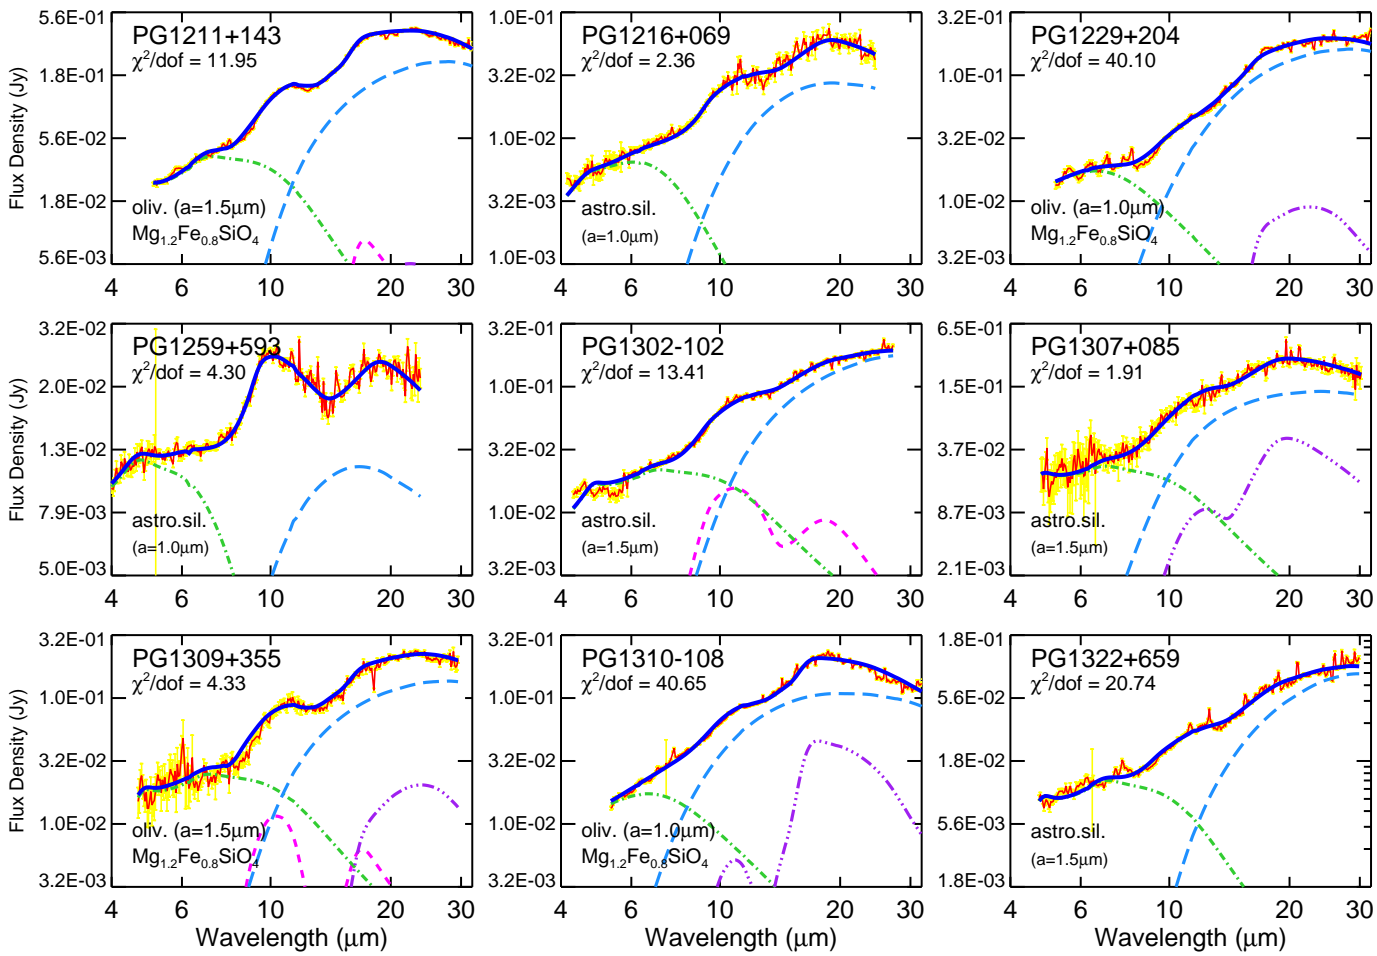 PG1211+143
χ²/dof = 11.95
oliv. (a=1.5μm)
Mg₁.₂Fe₀.₈SiO₄
5.6E-01
1.8E-01
5.6E-02
1.8E-02
5.6E-03
Flux Density (Jy)
4 6 10 20 30
PG1216+069
χ²/dof = 2.36
astro.sil.
(a=1.0μm)
1.0E-01
3.2E-02
1.0E-02
3.2E-03
1.0E-03
4 6 10 20 30
PG1229+204
χ²/dof = 40.10
oliv. (a=1.0μm)
Mg₁.₂Fe₀.₈SiO₄
3.2E-01
1.0E-01
3.2E-02
1.0E-02
3.2E-03
4 6 10 20 30
PG1259+593
χ²/dof = 4.30
astro.sil.
(a=1.0μm)
3.2E-02
2.0E-02
1.3E-02
7.9E-03
5.0E-03
Flux Density (Jy)
4 6 10 20 30
PG1302-102
χ²/dof = 13.41
astro.sil.
(a=1.5μm)
3.2E-01
1.0E-01
3.2E-02
1.0E-02
3.2E-03
4 6 10 20 30
PG1307+085
χ²/dof = 1.91
astro.sil.
(a=1.5μm)
6.5E-01
1.5E-01
3.7E-02
8.7E-03
2.1E-03
4 6 10 20 30
PG1309+355
χ²/dof = 4.33
oliv. (a=1.5μm)
Mg₁.₂Fe₀.₈SiO₄
3.2E-01
1.0E-01
3.2E-02
1.0E-02
3.2E-03
Flux Density (Jy)
4 6 10 20 30
Wavelength (μm)
PG1310-108
χ²/dof = 40.65
oliv. (a=1.0μm)
Mg₁.₂Fe₀.₈SiO₄
3.2E-01
1.0E-01
3.2E-02
1.0E-02
3.2E-03
4 6 10 20 30
Wavelength (μm)
PG1322+659
χ²/dof = 20.74
astro.sil.
(a=1.5μm)
1.8E-01
5.6E-02
1.8E-02
5.6E-03
1.8E-03
4 6 10 20 30
Wavelength (μm)